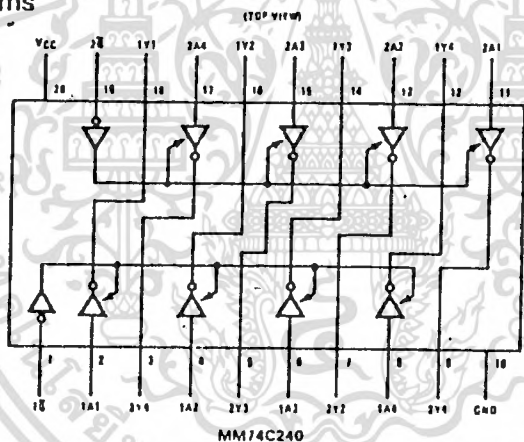 ms
(TOP VIEW)
VCC 2G̅ 1Y1 2A4 1Y2 2A3 1Y3 2A2 1Y4 2A1
20 19 18 17 16 15 14 13 12 11
1 2 3 4 5 6 7 8 9 10
1G̅ 1A1 2Y4 1A2 2Y3 1A3 2Y2 1A4 GND
MM74C240